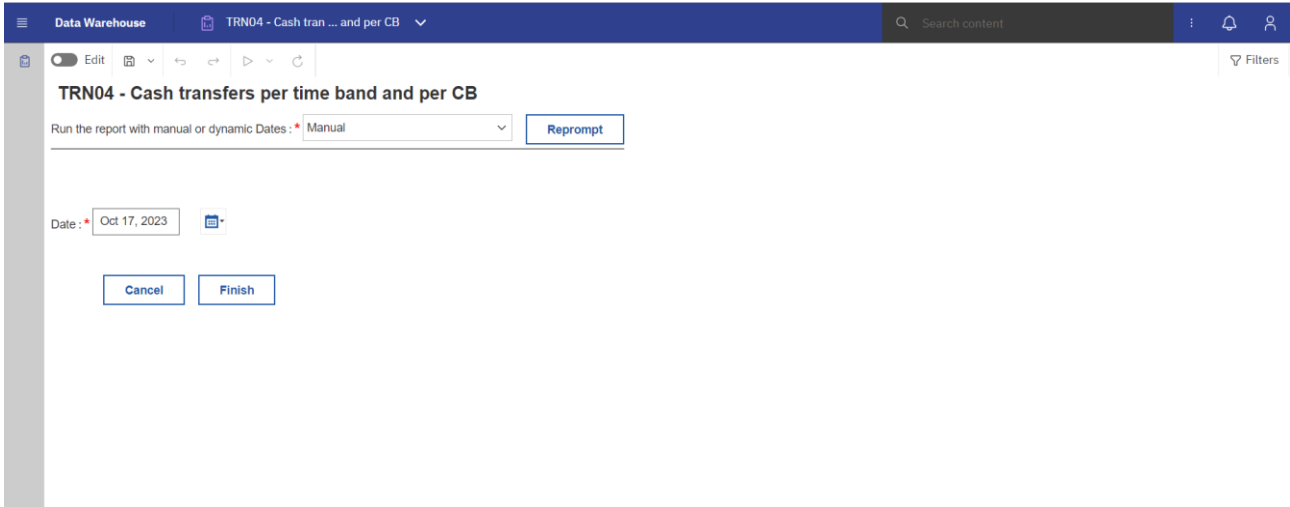 Data Warehouse TRN04 - Cash tran ... and per CB Search content
Edit Filters
TRN04 - Cash transfers per time band and per CB
Run the report with manual or dynamic Dates : * Manual Reprompt
Date : * Oct 17, 2023
Cancel Finish